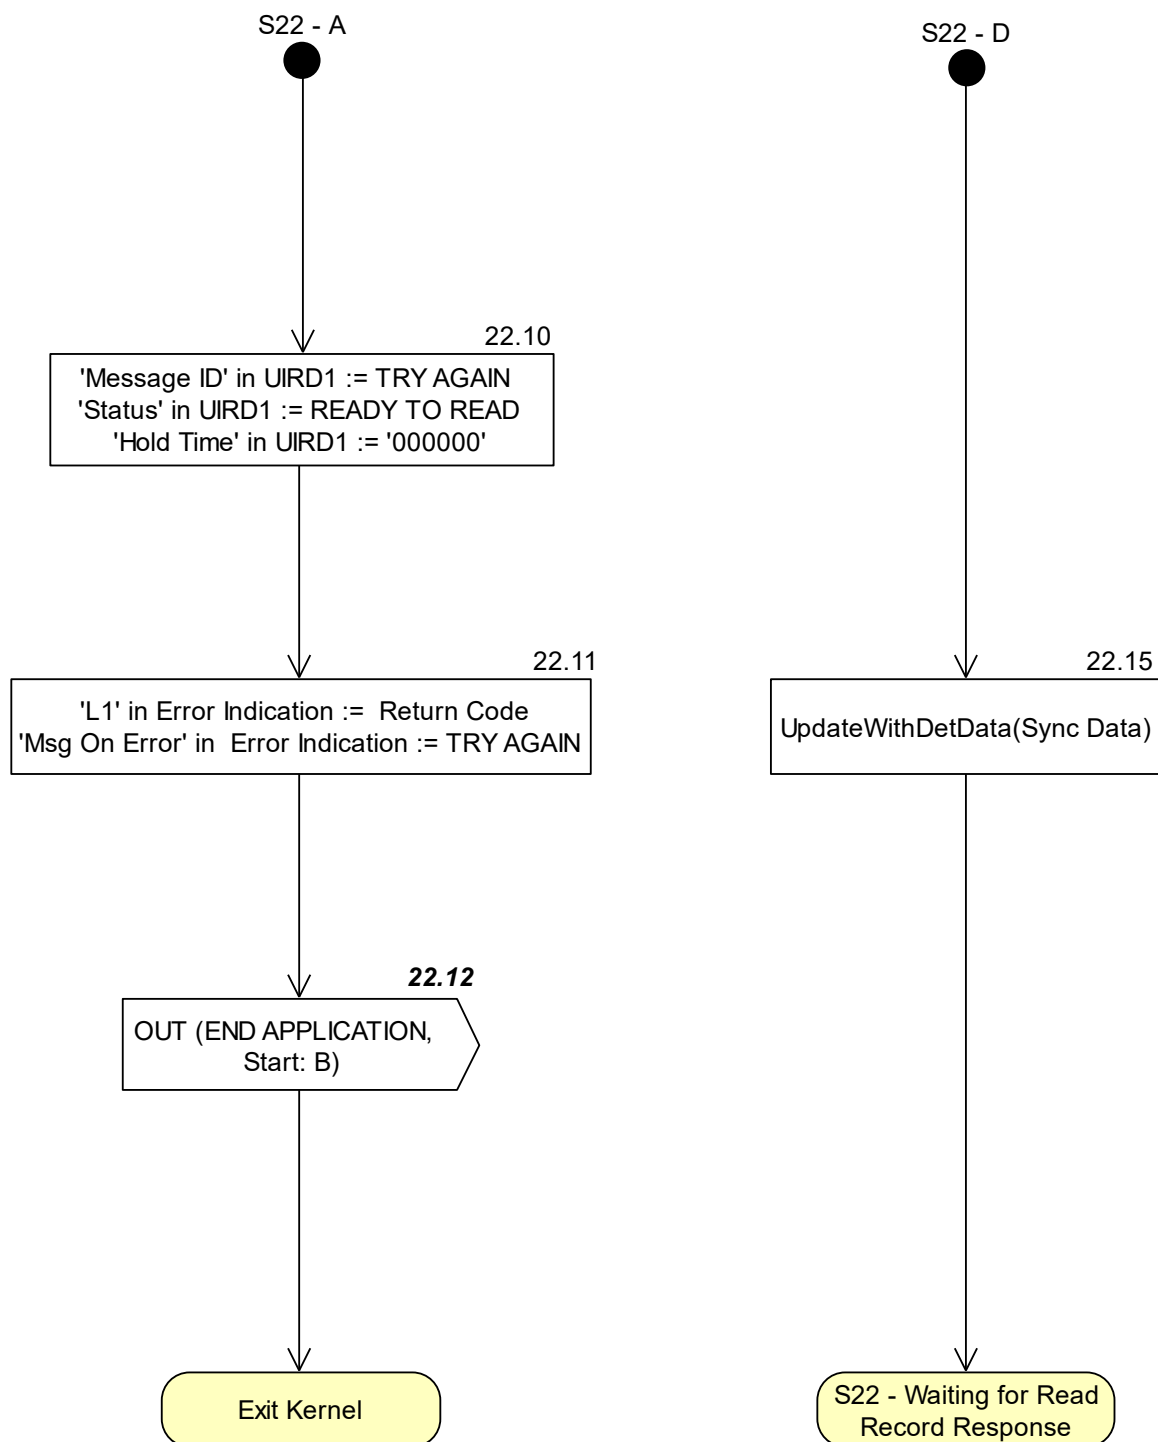 S22 - A
22.10
'Message ID' in UIRD1 := TRY AGAIN
'Status' in UIRD1 := READY TO READ
'Hold Time' in UIRD1 := '000000'
22.11
'L1' in Error Indication := Return Code
'Msg On Error' in Error Indication := TRY AGAIN
22.12
OUT (END APPLICATION,
Start: B)
Exit Kernel
S22 - D
22.15
UpdateWithDetData(Sync Data)
S22 - Waiting for Read
Record Response